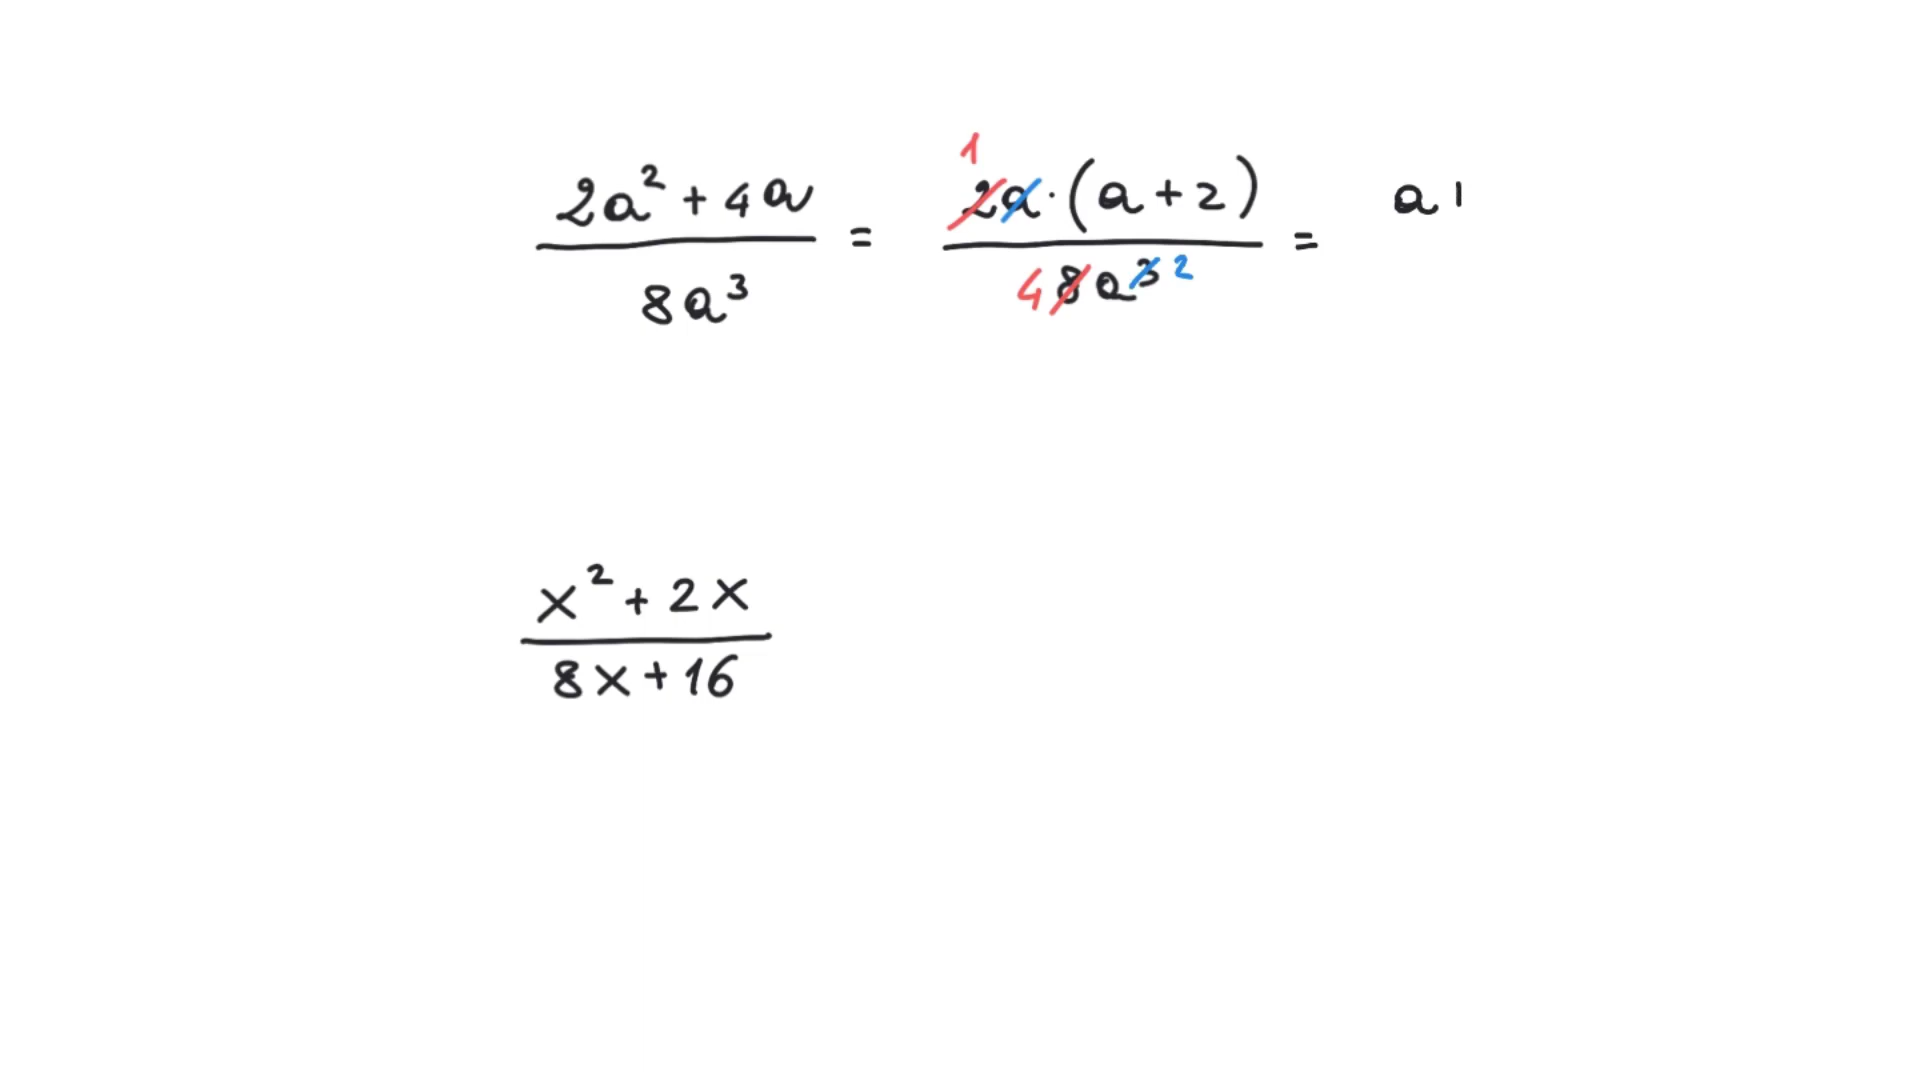 2a² + 4a / 8a³ = 2a · (a + 2) / 8a³ = a
1
4 2
x² + 2x / 8x + 16